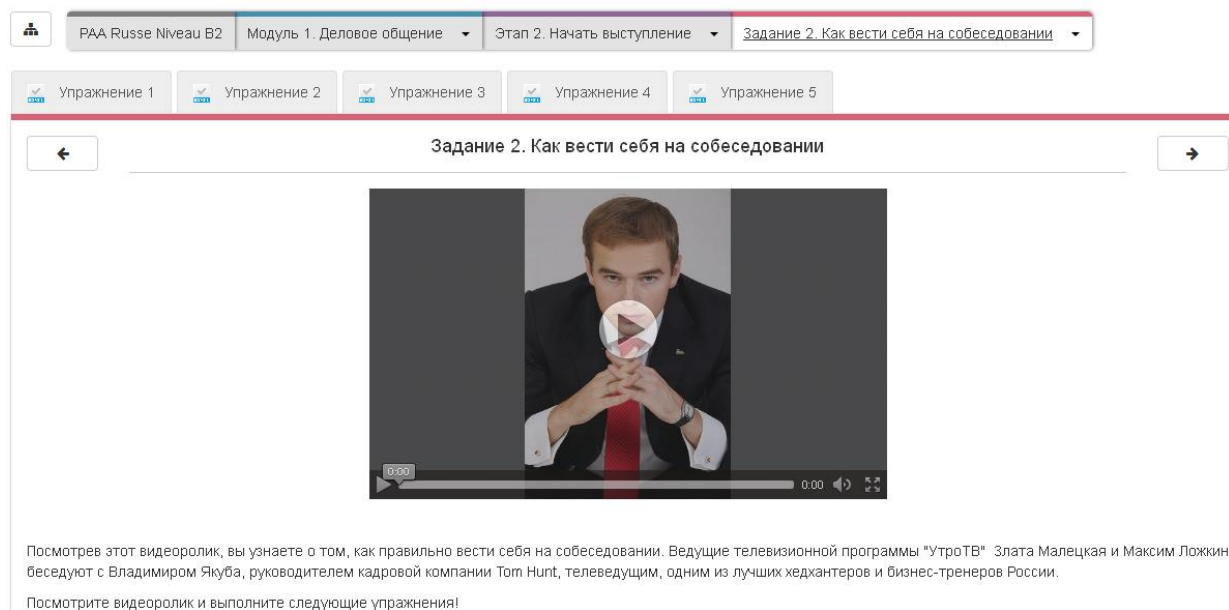 PAA Russe Niveau B2 Модуль 1. Деловое общение Этап 2. Начать выступление Задание 2. Как вести себя на собеседовании
Упражнение 1 Упражнение 2 Упражнение 3 Упражнение 4 Упражнение 5
Задание 2. Как вести себя на собеседовании
0:00
0:00
Посмотрев этот видеоролик, вы узнаете о том, как правильно вести себя на собеседовании. Ведущие телевизионной программы "УтроТВ" Злата Малецкая и Максим Ложкин
беседуют с Владимиром Якуба, руководителем кадровой компании Tom Hunt, телеведущим, одним из лучших хедхантеров и бизнес-тренеров России.
Посмотрите видеоролик и выполните следующие упражнения!